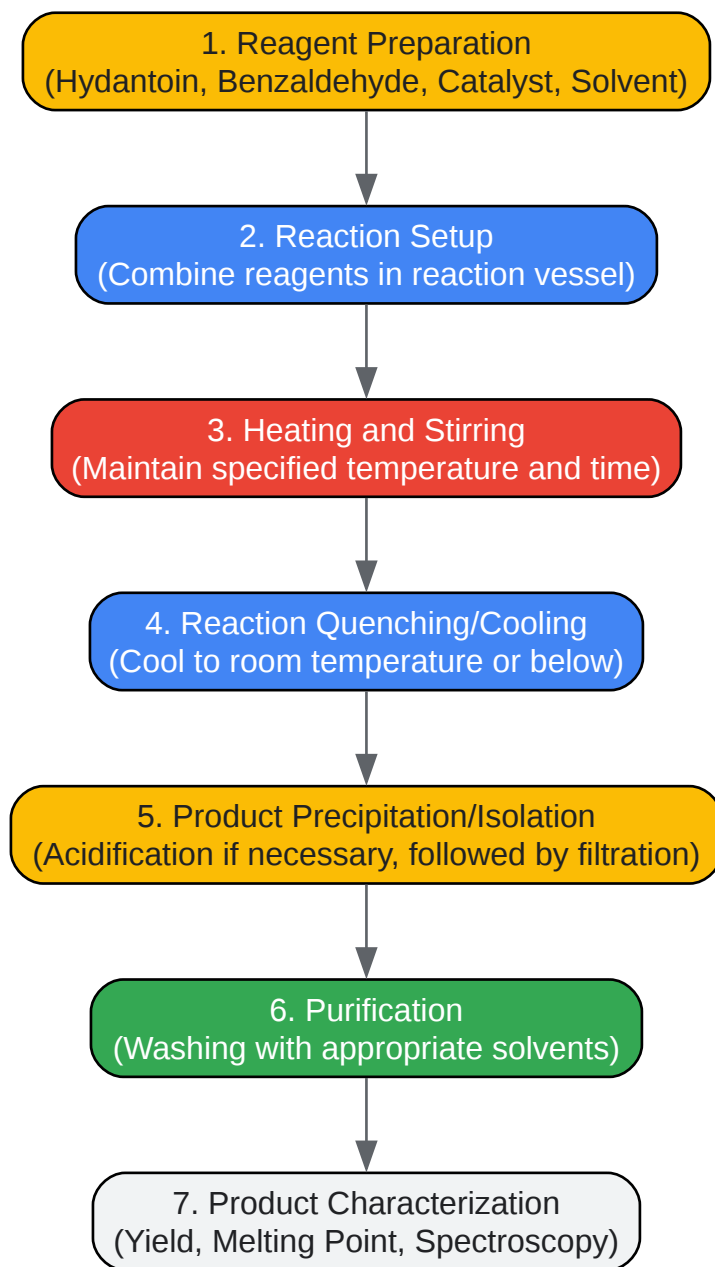 1. Reagent Preparation
(Hydantoin, Benzaldehyde, Catalyst, Solvent)
2. Reaction Setup
(Combine reagents in reaction vessel)
3. Heating and Stirring
(Maintain specified temperature and time)
4. Reaction Quenching/Cooling
(Cool to room temperature or below)
5. Product Precipitation/Isolation
(Acidification if necessary, followed by filtration)
6. Purification
(Washing with appropriate solvents)
7. Product Characterization
(Yield, Melting Point, Spectroscopy)